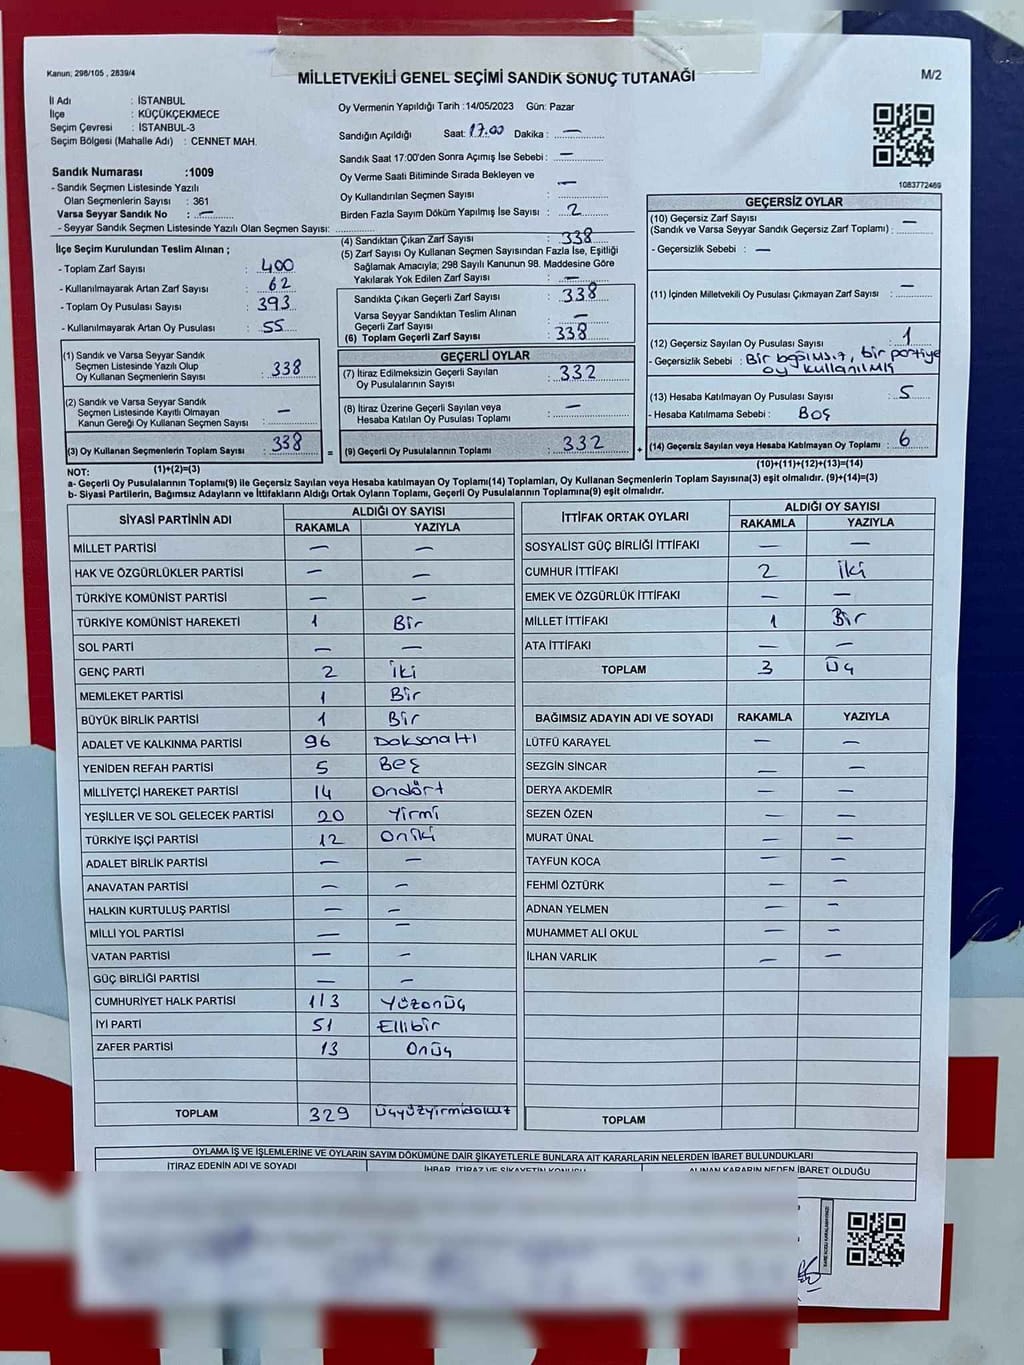 Kanun; 298/105 , 2839/4
MİLLETVEKİLİ GENEL SEÇİMİ SANDIK SONUÇ TUTANAĞI
M/2
İl Adı : İSTANBUL
İlçe : KÜÇÜKÇEKMECE
Seçim Çevresi : İSTANBUL-3
Seçim Bölgesi (Mahalle Adı) : CENNET MAH.
Sandık Numarası :1009
- Sandık Seçmen Listesinde Yazılı
Olan Seçmenlerin Sayısı : 361
Varsa Seyyar Sandık No : —
- Seyyar Sandık Seçmen Listesinde Yazılı Olan Seçmen Sayısı:
Oy Vermenin Yapıldığı Tarih :14/05/2023 Gün: Pazar
Sandığın Açıldığı Saat: 17.00 Dakika : —
Sandık Saat 17:00'den Sonra Açılmış İse Sebebi : —
Oy Verme Saati Bitiminde Sırada Bekleyen ve
Oy Kullandırılan Seçmen Sayısı : —
Birden Fazla Sayım Döküm Yapılmış İse Sayısı : 2
1083772469
İlçe Seçim Kurulundan Teslim Alınan ;
- Toplam Zarf Sayısı : 400
- Kullanılmayarak Artan Zarf Sayısı : 62
- Toplam Oy Pusulası Sayısı : 393
- Kullanılmayarak Artan Oy Pusulası : 55
(1) Sandık ve Varsa Seyyar Sandık
Seçmen Listesinde Yazılı Olup
Oy Kullanan Seçmenlerin Sayısı : 338
(2) Sandık ve Varsa Seyyar Sandık
Seçmen Listesinde Kayıtlı Olmayan
Kanun Gereği Oy Kullanan Seçmen Sayısı : —
(3) Oy Kullanan Seçmenlerin Toplam Sayısı : 338
(4) Sandıktan Çıkan Zarf Sayısı : 338
(5) Zarf Sayısı Oy Kullanan Seçmen Sayısından Fazla İse, Eşitliği
Sağlamak Amacıyla; 298 Sayılı Kanunun 98. Maddesine Göre
Yakılarak Yok Edilen Zarf Sayısı : —
Sandıkta Çıkan Geçerli Zarf Sayısı : 338
Varsa Seyyar Sandıktan Teslim Alınan
Geçerli Zarf Sayısı : —
(6) Toplam Geçerli Zarf Sayısı : 338
GEÇERLİ OYLAR
(7) İtiraz Edilmeksizin Geçerli Sayılan
Oy Pusulalarının Sayısı : 332
(8) İtiraz Üzerine Geçerli Sayılan veya
Hesaba Katılan Oy Pusulası Toplamı : —
= (9) Geçerli Oy Pusulalarının Toplamı : 332 +
GEÇERSİZ OYLAR
(10) Geçersiz Zarf Sayısı
(Sandık ve Varsa Seyyar Sandık Geçersiz Zarf Toplamı) : —
- Geçersizlik Sebebi : —
(11) İçinden Milletvekili Oy Pusulası Çıkmayan Zarf Sayısı : —
(12) Geçersiz Sayılan Oy Pusulası Sayısı : 1
- Geçersizlik Sebebi : Bir bağımsız, bir partiye
oy kullanılmış
(13) Hesaba Katılmayan Oy Pusulası Sayısı : 5
- Hesaba Katılmama Sebebi : Boş
(14) Geçersiz Sayılan veya Hesaba Katılmayan Oy Toplamı : 6
NOT: (1)+(2)=(3)
(10)+(11)+(12)+(13)=(14)
a- Geçerli Oy Pusulalarının Toplamı(9) ile Geçersiz Sayılan veya Hesaba katılmayan Oy Toplamı(14) Toplamları, Oy Kullanan Seçmenlerin Toplam Sayısına(3) eşit olmalıdır. (9)+(14)=(3)
b- Siyasi Partilerin, Bağımsız Adayların ve İttifakların Aldığı Ortak Oyların Toplamı, Geçerli Oy Pusulalarının Toplamına(9) eşit olmalıdır.
SİYASİ PARTİNİN ADI ALDIĞI OY SAYISI
RAKAMLA YAZIYLA
MİLLET PARTİSİ — —
HAK VE ÖZGÜRLÜKLER PARTİSİ — —
TÜRKİYE KOMÜNİST PARTİSİ — —
TÜRKİYE KOMÜNİST HAREKETİ 1 Bir
SOL PARTİ — —
GENÇ PARTİ 2 İki
MEMLEKET PARTİSİ 1 Bir
BÜYÜK BİRLİK PARTİSİ 1 Bir
ADALET VE KALKINMA PARTİSİ 96 Doksanaltı
YENİDEN REFAH PARTİSİ 5 Beş
MİLLİYETÇİ HAREKET PARTİSİ 14 Ondört
YEŞİLLER VE SOL GELECEK PARTİSİ 20 Yirmi
TÜRKİYE İŞÇİ PARTİSİ 12 Oniki
ADALET BİRLİK PARTİSİ — —
ANAVATAN PARTİSİ — —
HALKIN KURTULUŞ PARTİSİ — —
MİLLİ YOL PARTİSİ — —
VATAN PARTİSİ — —
GÜÇ BİRLİĞİ PARTİSİ — —
CUMHURİYET HALK PARTİSİ 113 Yüzonüç
İYİ PARTİ 51 Ellibir
ZAFER PARTİSİ 13 Onüç
TOPLAM 329 Üçyüzyirmidokuz
İTTİFAK ORTAK OYLARI ALDIĞI OY SAYISI
RAKAMLA YAZIYLA
SOSYALİST GÜÇ BİRLİĞİ İTTİFAKI — —
CUMHUR İTTİFAKI 2 İki
EMEK VE ÖZGÜRLÜK İTTİFAKI — —
MİLLET İTTİFAKI 1 Bir
ATA İTTİFAKI — —
TOPLAM 3 Üç
BAĞIMSIZ ADAYIN ADI VE SOYADI RAKAMLA YAZIYLA
LÜTFÜ KARAYEL — —
SEZGİN SİNCAR — —
DERYA AKDEMİR — —
SEZEN ÖZEN — —
MURAT ÜNAL — —
TAYFUN KOCA — —
FEHMİ ÖZTÜRK — —
ADNAN YELMEN — —
MUHAMMET ALİ OKUL — —
İLHAN VARLIK — —
TOPLAM
OYLAMA İŞ VE İŞLEMLERİNE VE OYLARIN SAYIM DÖKÜMÜNE DAİR ŞİKAYETLERLE BUNLARA AİT KARARLARIN NELERDEN İBARET BULUNDUKLARI
İTİRAZ EDENİN ADI VE SOYADI İHBAR, İTİRAZ VE ŞİKAYETİN KONUSU ALINAN KARARIN NEDEN İBARET OLDUĞU